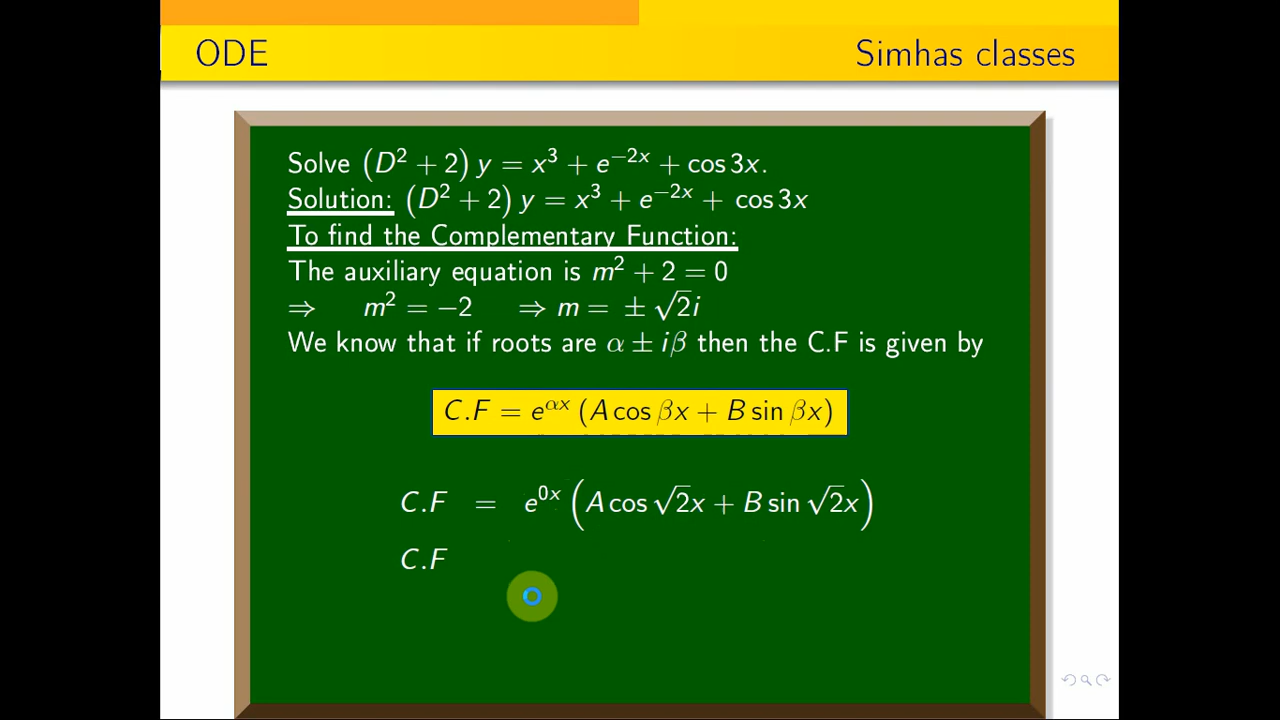 ODE Simhas classes
Solve (D² + 2) y = x³ + e⁻²ˣ + cos 3x.
Solution: (D² + 2) y = x³ + e⁻²ˣ + cos 3x
To find the Complementary Function:
The auxiliary equation is m² + 2 = 0
⇒ m² = −2 ⇒ m = ± √2i
We know that if roots are α ± iβ then the C.F is given by
C.F = e^{αx} (A cos βx + B sin βx)
C.F = e^{0x} (A cos √2x + B sin √2x)
C.F